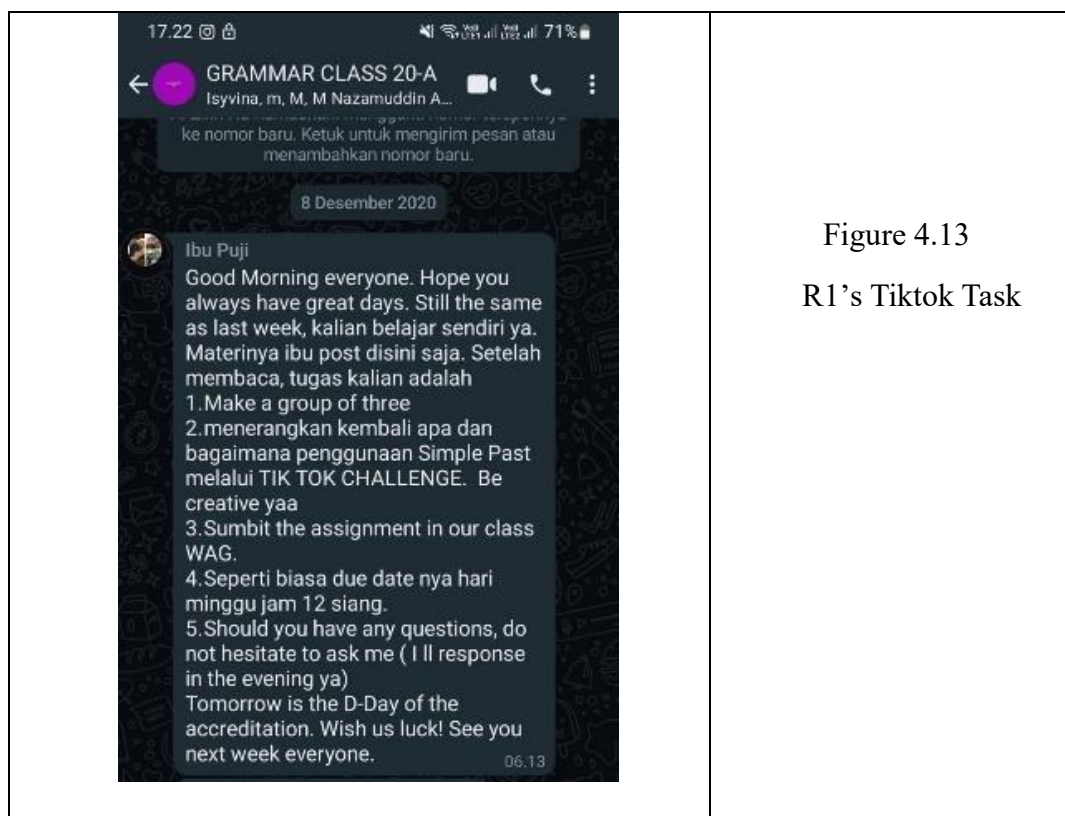 17.22 71%
GRAMMAR CLASS 20-A
Isyvina, m, M, M Nazamuddin A...
ke nomor baru. Ketuk untuk mengirim pesan atau
menambahkan nomor baru.
8 Desember 2020
Ibu Puji
Good Morning everyone. Hope you
always have great days. Still the same
as last week, kalian belajar sendiri ya.
Materinya ibu post disini saja. Setelah
membaca, tugas kalian adalah
1.Make a group of three
2.menerangkan kembali apa dan
bagaimana penggunaan Simple Past
melalui TIK TOK CHALLENGE. Be
creative yaa
3.Sumbit the assignment in our class
WAG.
4.Seperti biasa due date nya hari
minggu jam 12 siang.
5.Should you have any questions, do
not hesitate to ask me ( I ll response
in the evening ya)
Tomorrow is the D-Day of the
accreditation. Wish us luck! See you
next week everyone.
06.13
Figure 4.13
R1’s Tiktok Task